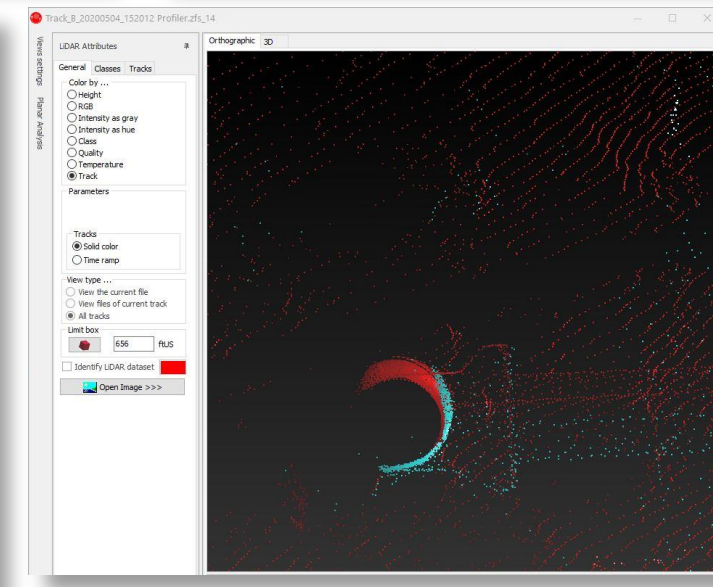 Track_B_20200504_152012 Profiler.zfs_14
Views settings
Planar Analysis
LiDAR Attributes
General Classes Tracks
Color by ...
Height
RGB
Intensity as gray
Intensity as hue
Class
Quality
Temperature
Track
Parameters
Tracks
Solid color
Time ramp
View type ...
View the current file
View files of current track
All tracks
Limit box
656 ftUS
Identify LiDAR dataset
Open Image >>>
Orthographic 3D